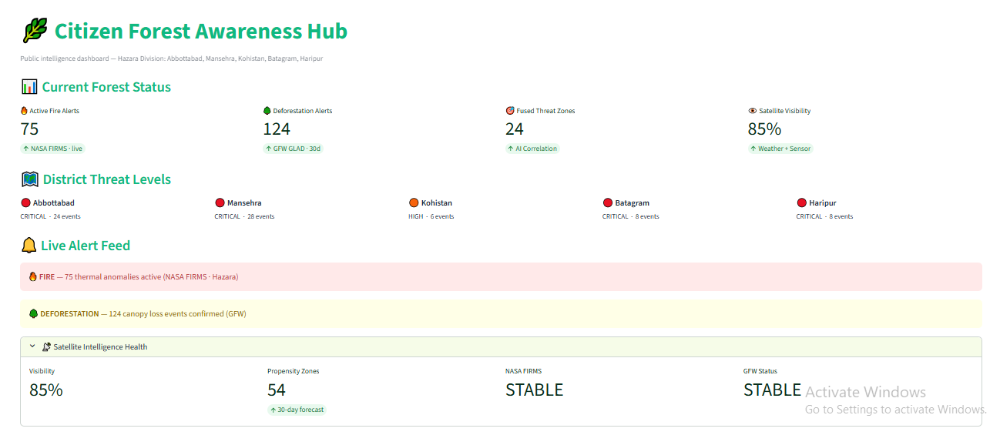 Citizen Forest Awareness Hub
Public intelligence dashboard — Hazara Division: Abbottabad, Mansehra, Kohistan, Batagram, Haripur
Current Forest Status
Active Fire Alerts
75
↑ NASA FIRMS · live
Deforestation Alerts
124
↑ GFW GLAD · 30d
Fused Threat Zones
24
↑ AI Correlation
Satellite Visibility
85%
↑ Weather + Sensor
District Threat Levels
Abbottabad
CRITICAL · 24 events
Mansehra
CRITICAL · 28 events
Kohistan
HIGH · 6 events
Batagram
CRITICAL · 8 events
Haripur
CRITICAL · 8 events
Live Alert Feed
FIRE — 75 thermal anomalies active (NASA FIRMS · Hazara)
DEFORESTATION — 124 canopy loss events confirmed (GFW)
Satellite Intelligence Health
Visibility
85%
Propensity Zones
54
↑ 30-day forecast
NASA FIRMS
STABLE
GFW Status
STABLE
Activate Windows
Go to Settings to activate Windows.